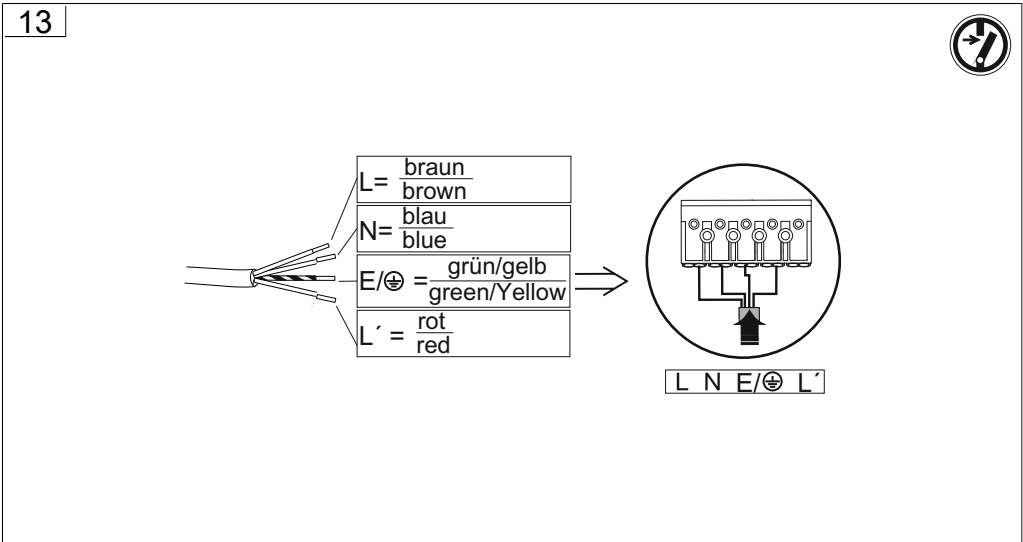 13
L= braun
brown
N= blau
blue
E/⏚ = grün/gelb
green/Yellow
L´ = rot
red
L N E/⏚ L´